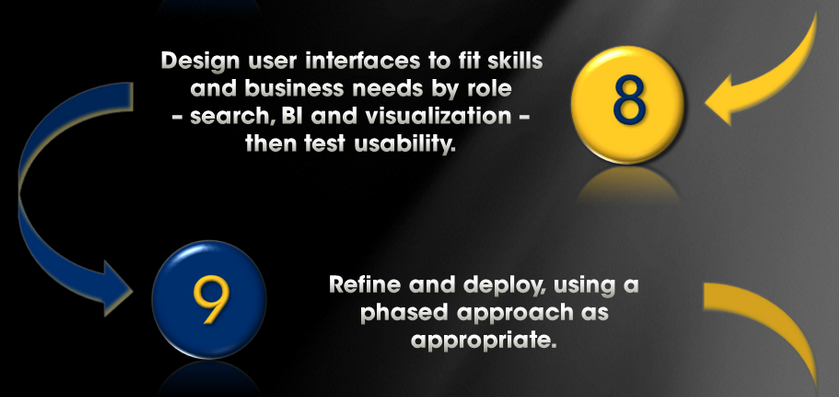 Design user interfaces to fit skills
and business needs by role
– search, BI and visualization –
then test usability.
8
9
Refine and deploy, using a
phased approach as
appropriate.